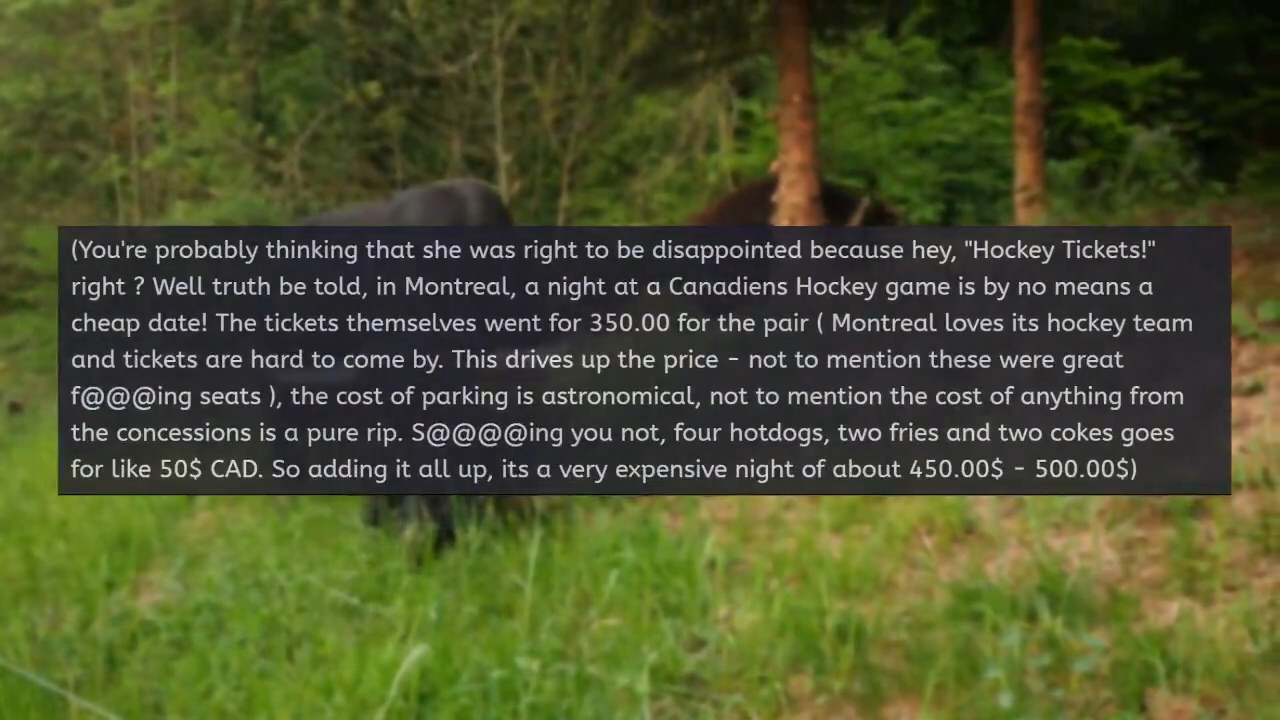 (You're probably thinking that she was right to be disappointed because hey, "Hockey Tickets!"
right ? Well truth be told, in Montreal, a night at a Canadiens Hockey game is by no means a
cheap date! The tickets themselves went for 350.00 for the pair ( Montreal loves its hockey team
and tickets are hard to come by. This drives up the price - not to mention these were great
f@@@ing seats ), the cost of parking is astronomical, not to mention the cost of anything from
the concessions is a pure rip. S@@@@ing you not, four hotdogs, two fries and two cokes goes
for like 50$ CAD. So adding it all up, its a very expensive night of about 450.00$ - 500.00$)